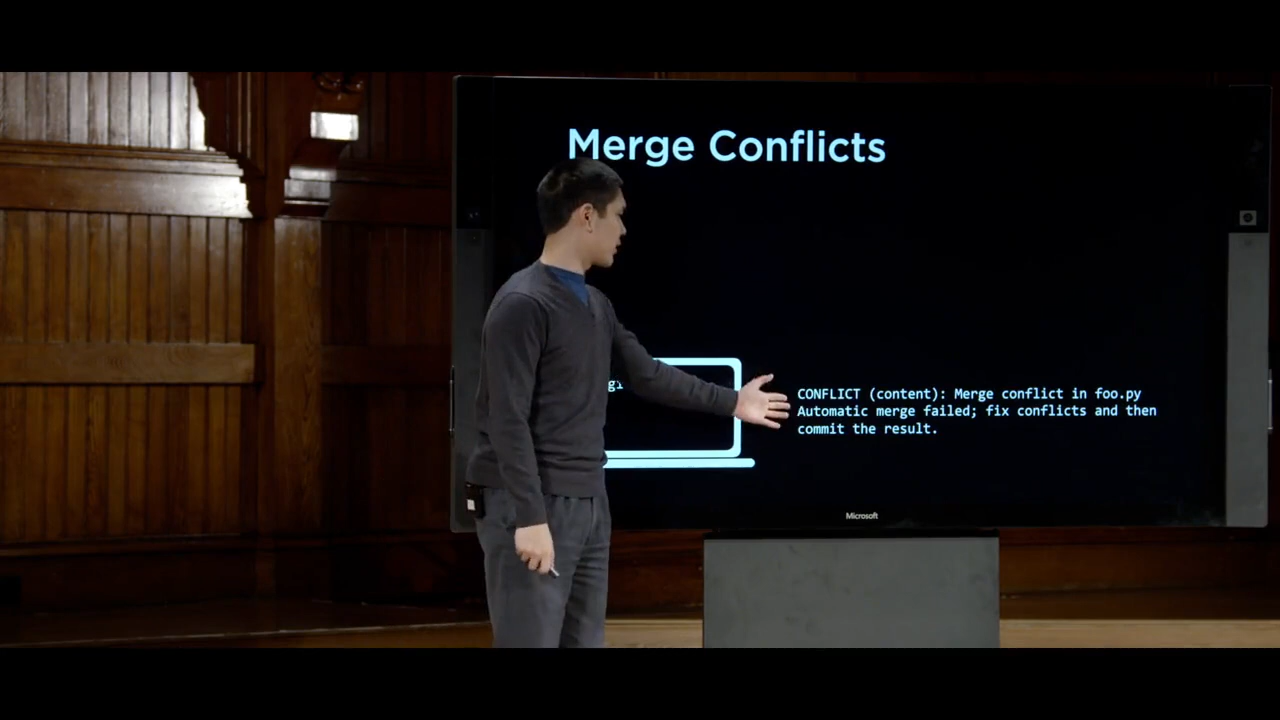 Merge Conflicts
CONFLICT (content): Merge conflict in foo.py
Automatic merge failed; fix conflicts and then
commit the result.
Microsoft